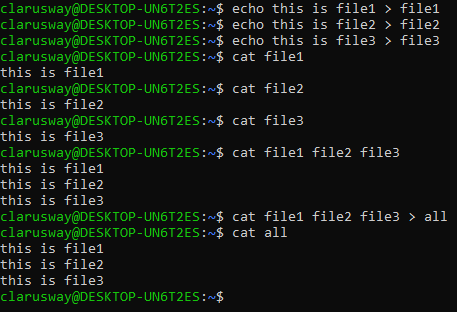 clarusway@DESKTOP-UN6T2ES:~$ echo this is file1 > file1
clarusway@DESKTOP-UN6T2ES:~$ echo this is file2 > file2
clarusway@DESKTOP-UN6T2ES:~$ echo this is file3 > file3
clarusway@DESKTOP-UN6T2ES:~$ cat file1
this is file1
clarusway@DESKTOP-UN6T2ES:~$ cat file2
this is file2
clarusway@DESKTOP-UN6T2ES:~$ cat file3
this is file3
clarusway@DESKTOP-UN6T2ES:~$ cat file1 file2 file3
this is file1
this is file2
this is file3
clarusway@DESKTOP-UN6T2ES:~$ cat file1 file2 file3 > all
clarusway@DESKTOP-UN6T2ES:~$ cat all
this is file1
this is file2
this is file3
clarusway@DESKTOP-UN6T2ES:~$